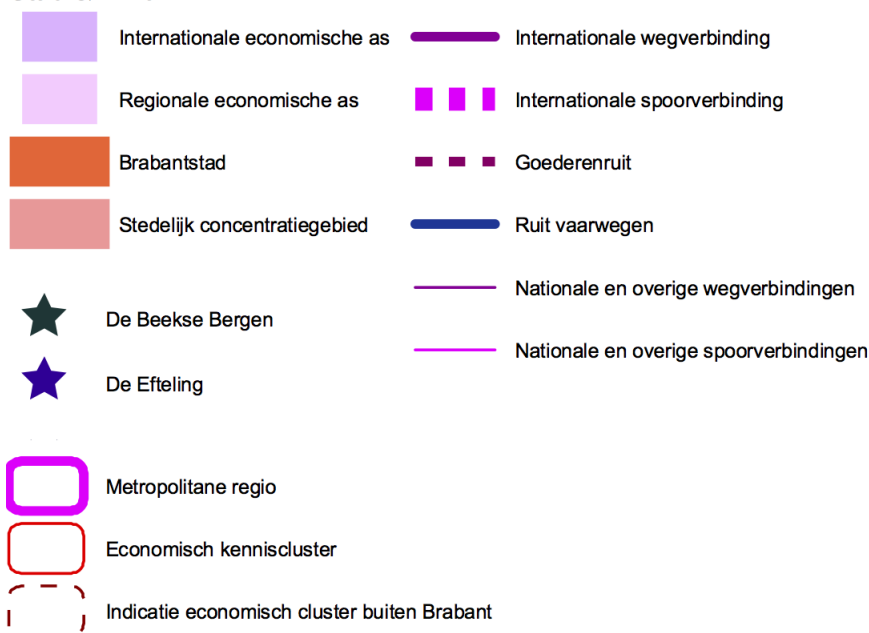 Internationale economische as
Internationale wegverbinding
Regionale economische as
Internationale spoorverbinding
Brabantstad
Goederenruit
Stedelijk concentratiegebied
Ruit vaarwegen
Nationale en overige wegverbindingen
De Beekse Bergen
Nationale en overige spoorverbindingen
De Efteling
Metropolitane regio
Economisch kenniscluster
Indicatie economisch cluster buiten Brabant